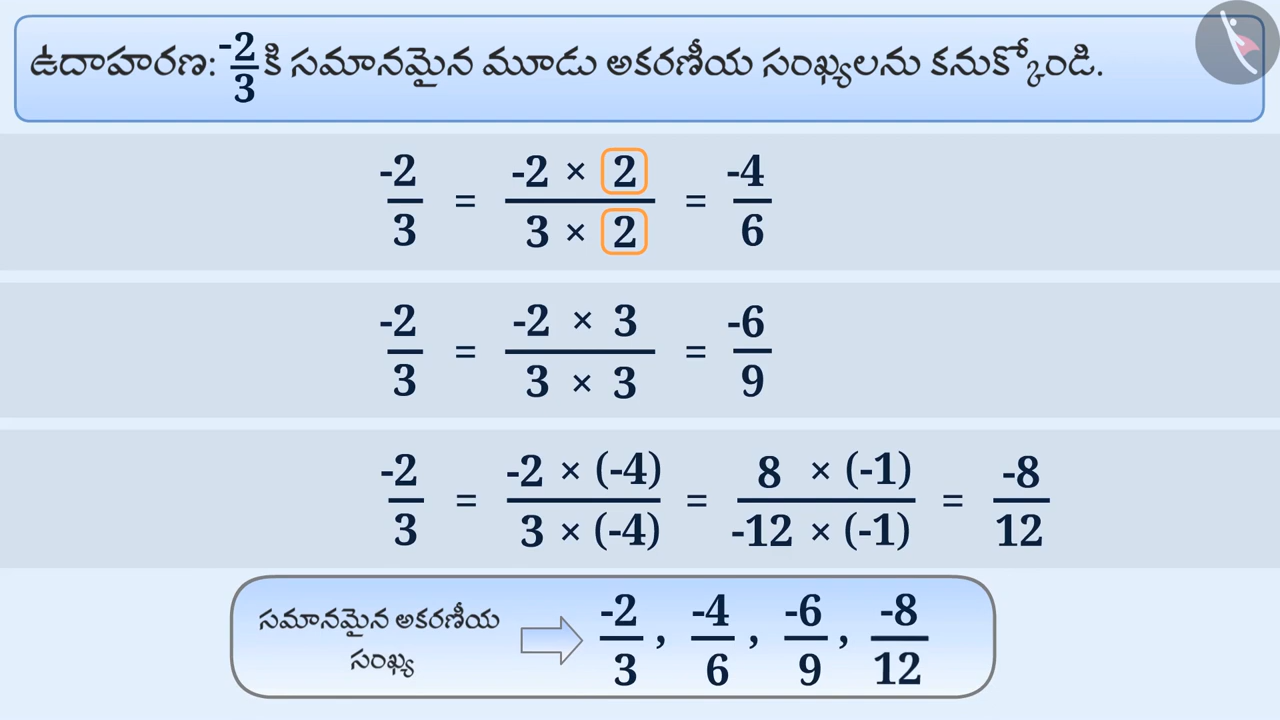 ఉదాహరణ: -2/3 కి సమానమైన మూడు అకరణీయ సంఖ్యలను కనుక్కోండి.
-2/3 = -2 × 2 / 3 × 2 = -4/6
-2/3 = -2 × 3 / 3 × 3 = -6/9
-2/3 = -2 × (-4) / 3 × (-4) = 8 × (-1) / -12 × (-1) = -8/12
సమానమైన అకరణీయ
సంఖ్య
-2/3 , -4/6 , -6/9 , -8/12